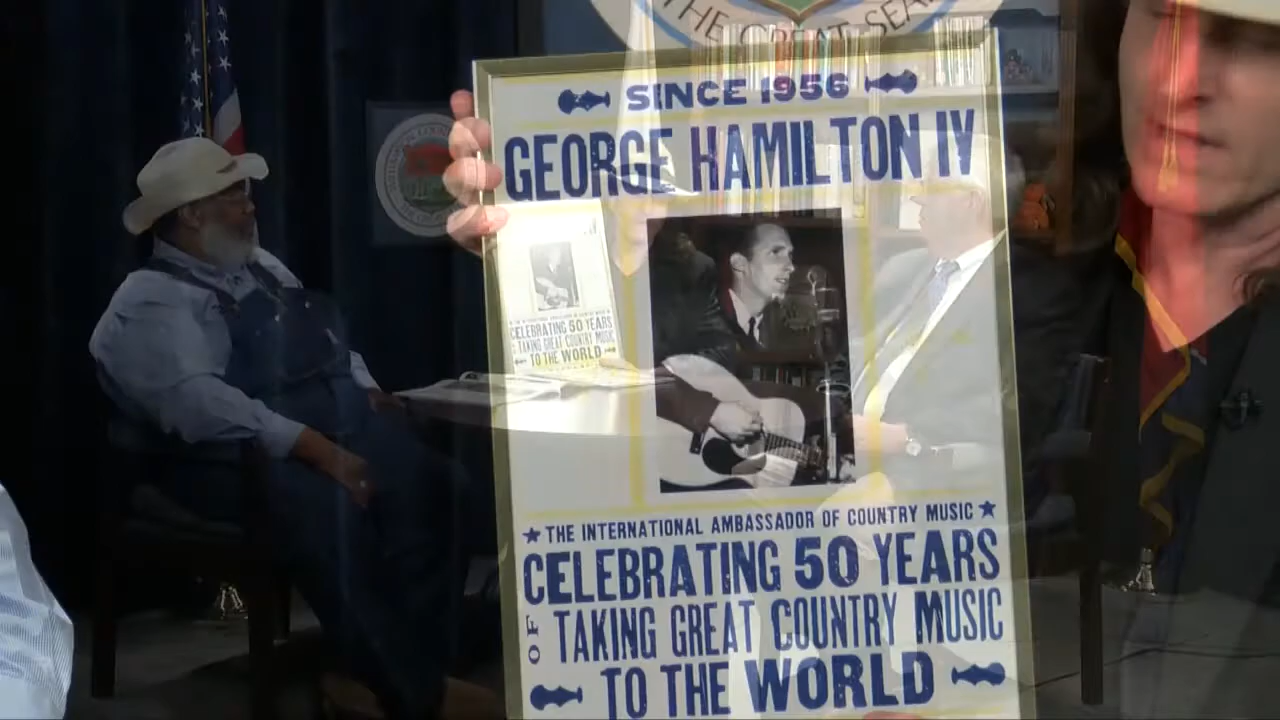 THE GREAT SEA
SINCE 1956
GEORGE HAMILTON IV
CELEBRATING 50 YEARS
TAKING GREAT COUNTRY MUSIC
TO THE WORLD
★ THE INTERNATIONAL AMBASSADOR OF COUNTRY MUSIC ★
CELEBRATING 50 YEARS
OF TAKING GREAT COUNTRY MUSIC
TO THE WORLD